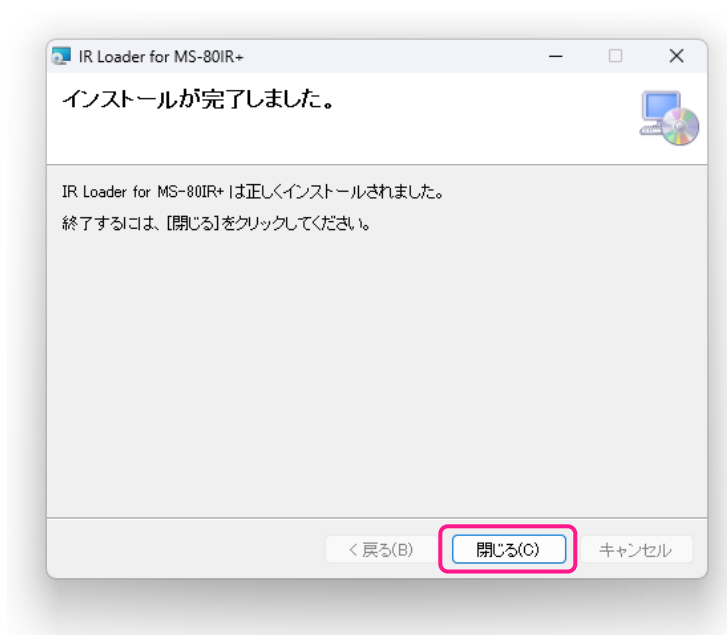 IR Loader for MS-80IR+
インストールが完了しました。
IR Loader for MS-80IR+ は正しくインストールされました。
終了するには、[閉じる]をクリックしてください。
< 戻る(B)
閉じる(C)
キャンセル